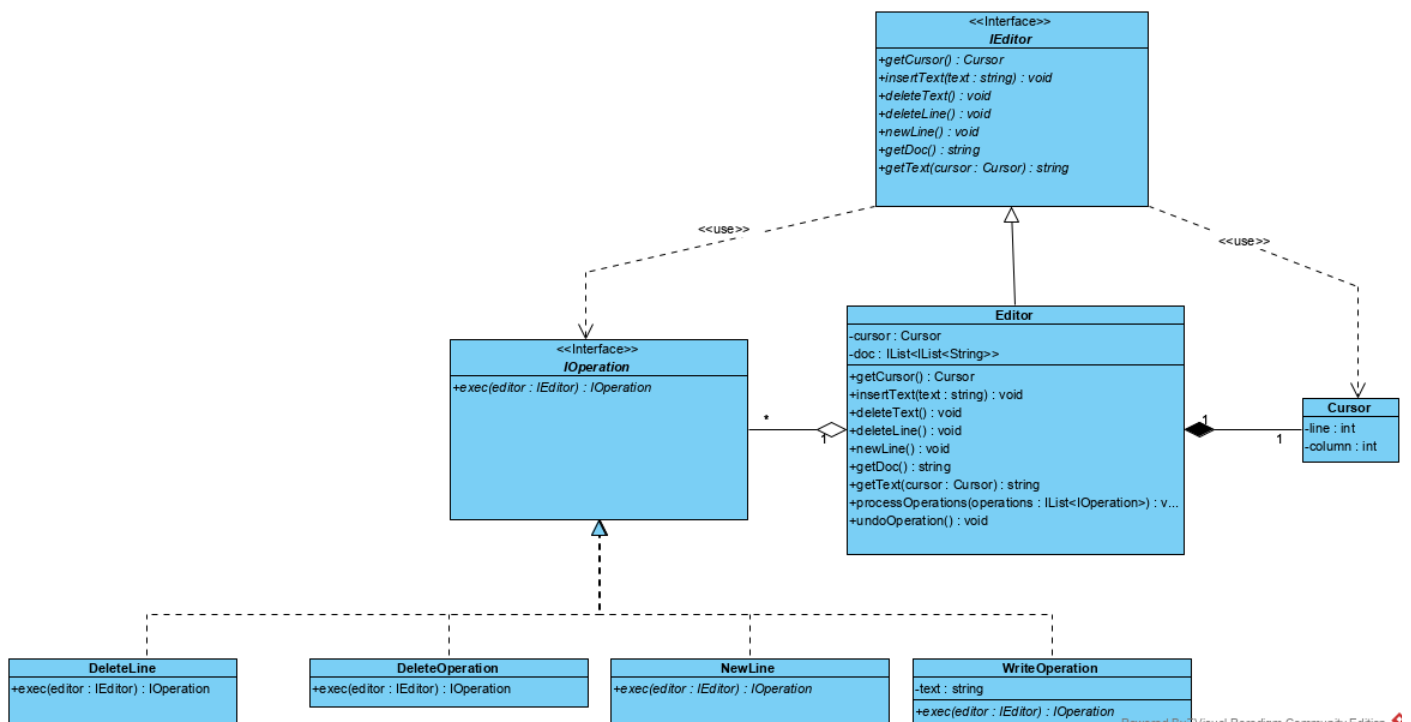 <<Interface>>
IEditor
+getCursor() : Cursor
+insertText(text : string) : void
+deleteText() : void
+deleteLine() : void
+newLine() : void
+getDoc() : string
+getText(cursor : Cursor) : string
<<use>>
<<use>>
<<Interface>>
IOperation
+exec(editor : IEditor) : IOperation
Editor
-cursor : Cursor
-doc : IList<IList<String>>
+getCursor() : Cursor
+insertText(text : string) : void
+deleteText() : void
+deleteLine() : void
+newLine() : void
+getDoc() : string
+getText(cursor : Cursor) : string
+processOperations(operations : IList<IOperation>) : v...
+undoOperation() : void
Cursor
-line : int
-column : int
*
1
1
1
DeleteLine
+exec(editor : IEditor) : IOperation
DeleteOperation
+exec(editor : IEditor) : IOperation
NewLine
+exec(editor : IEditor) : IOperation
WriteOperation
-text : string
+exec(editor : IEditor) : IOperation
Visual Paradigm Community Edition